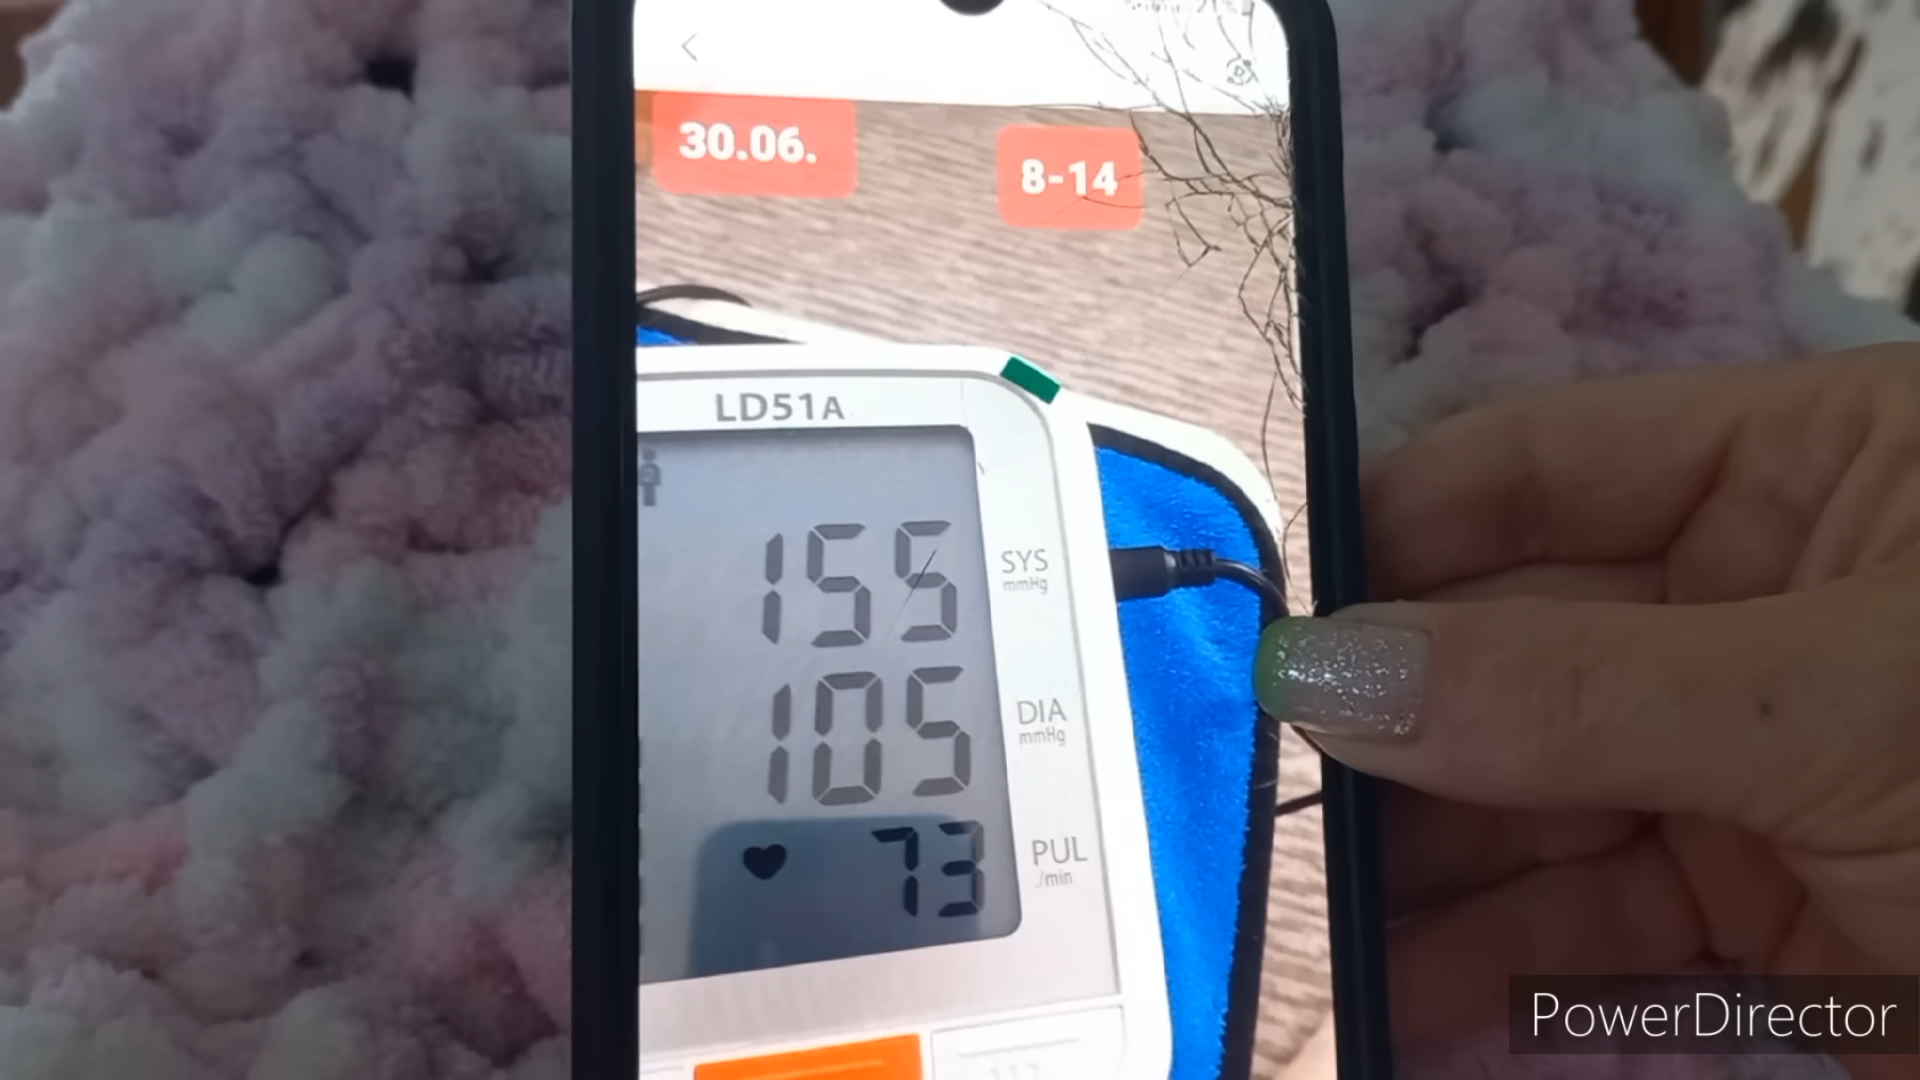 30.06.
8-14
LD51A
155 SYS
mmHg
105 DIA
mmHg
73 PUL
/min
PowerDirector